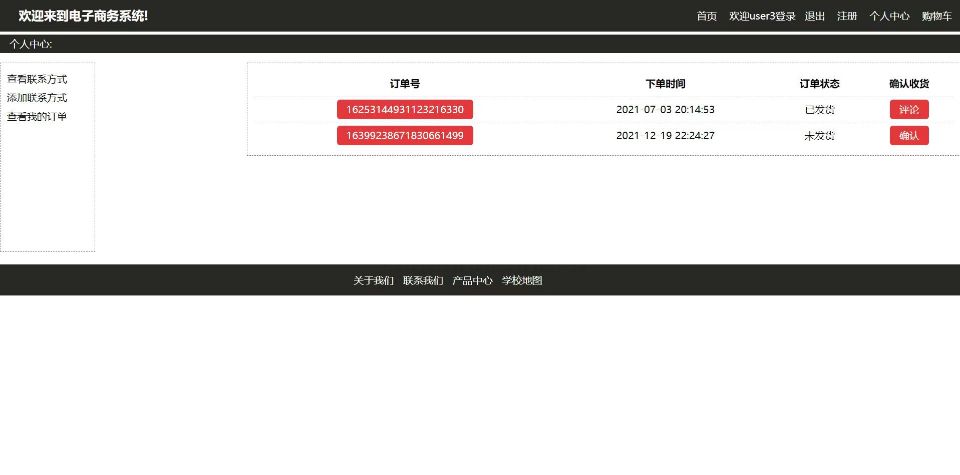 欢迎来到电子商务系统! 首页 欢迎user3登录 退出 注册 个人中心 购物车
个人中心:
查看联系方式
添加联系方式
查看我的订单
订单号 下单时间 订单状态 确认收货
16253144931123216330 2021-07-03 20:14:53 已发货 评论
16399238671830661499 2021-12-19 22:24:27 未发货 确认
关于我们 联系我们 产品中心 学校地图